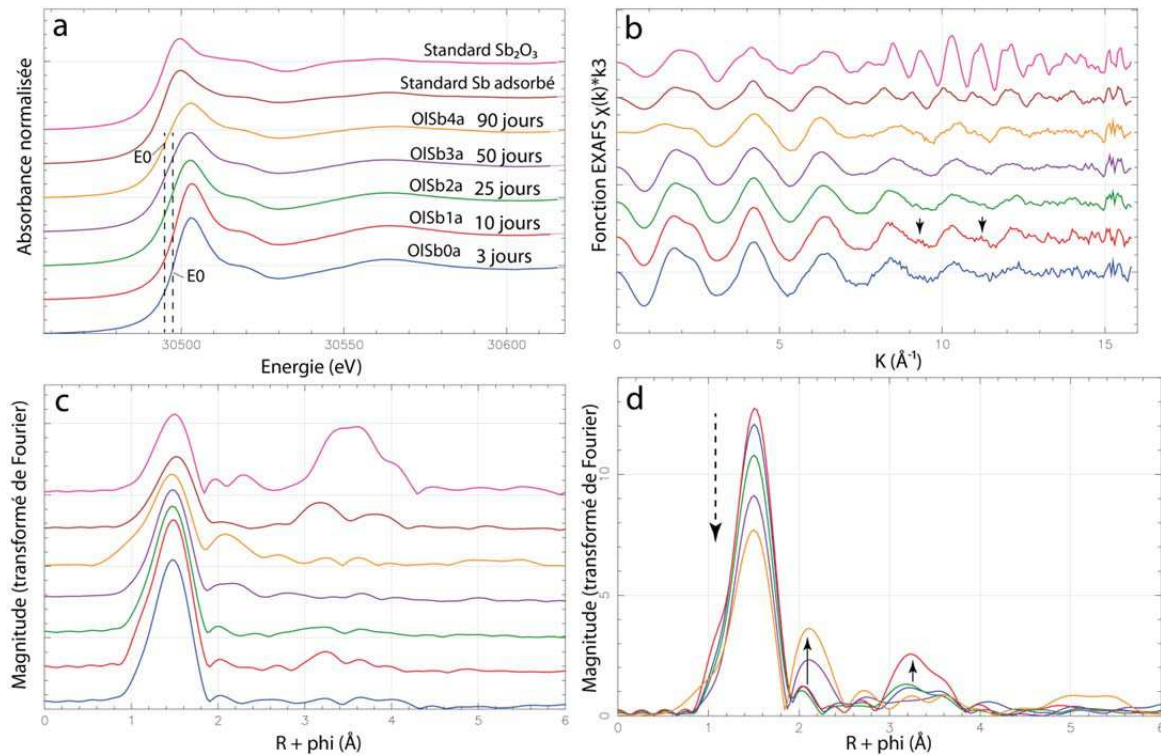 a
Absorbance normalisée
Standard Sb₂O₃
Standard Sb adsorbé
OlSb4a 90 jours
E0
OlSb3a 50 jours
OlSb2a 25 jours
OlSb1a 10 jours
OlSb0a 3 jours
E0
30500 30550 30600
Energie (eV)
b
Fonction EXAFS χ(k)*k3
0 5 10 15
K (Å⁻¹)
c
Magnitude (transformé de Fourier)
0 1 2 3 4 5 6
R + phi (Å)
d
Magnitude (transformé de Fourier)
10
5
0
0 1 2 3 4 5 6
R + phi (Å)